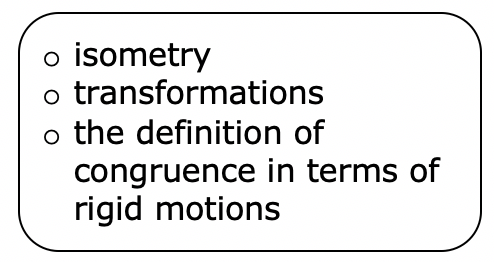 ○ isometry
○ transformations
○ the definition of
congruence in terms of
rigid motions